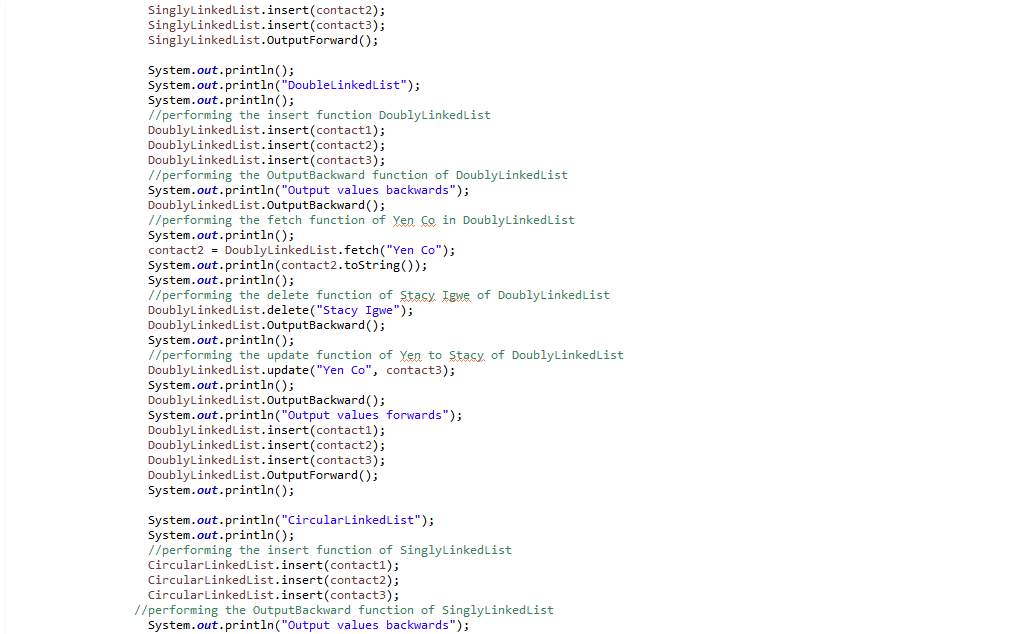 SinglyLinkedList.insert(contact2);
SinglyLinkedList.insert(contact3);
SinglyLinkedList.OutputForward();
System.out.println();
System.out.println("DoubleLinkedList");
System.out.println();
//performing the insert function DoublyLinkedList
DoublyLinkedList.insert(contact1);
DoublyLinkedList.insert(contact2);
DoublyLinkedList.insert(contact3);
//performing the OutputBackward function of DoublyLinkedList
System.out.println("Output values backwards");
DoublyLinkedList.OutputBackward();
//performing the fetch function of Yen Co in DoublyLinkedList
System.out.println();
contact2 = DoublyLinkedList.fetch("Yen Co");
System.out.println(contact2.toString());
System.out.println();
//performing the delete function of Stacy Igwe of DoublyLinkedList
DoublyLinkedList.delete("Stacy Igwe");
DoublyLinkedList.OutputBackward();
System.out.println();
//performing the update function of Yen to Stacy of DoublyLinkedList
DoublyLinkedList.update("Yen Co", contact3);
System.out.println();
DoublyLinkedList.OutputBackward();
System.out.println("Output values forwards");
DoublyLinkedList.insert(contact1);
DoublyLinkedList.insert(contact2);
DoublyLinkedList.insert(contact3);
DoublyLinkedList.OutputForward();
System.out.println();
System.out.println("CircularLinkedList");
System.out.println();
//performing the insert function of SinglyLinkedList
CircularLinkedList.insert(contact1);
CircularLinkedList.insert(contact2);
CircularLinkedList.insert(contact3);
//performing the OutputBackward function of SinglyLinkedList
System.out.println("Output values backwards");